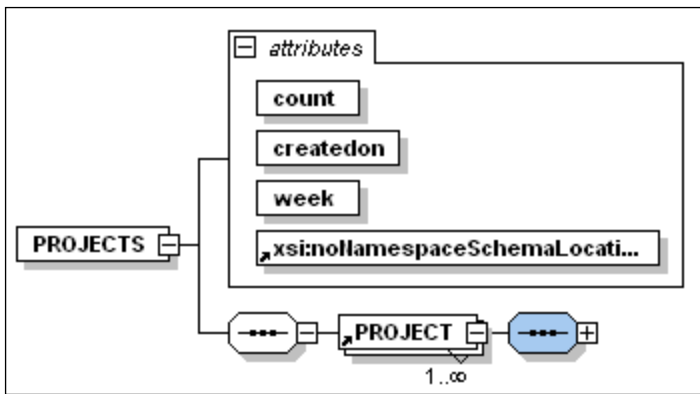 attributes
count
createdon
week
xsi:noNamespaceSchemaLocati...
PROJECTS
PROJECT
1..∞